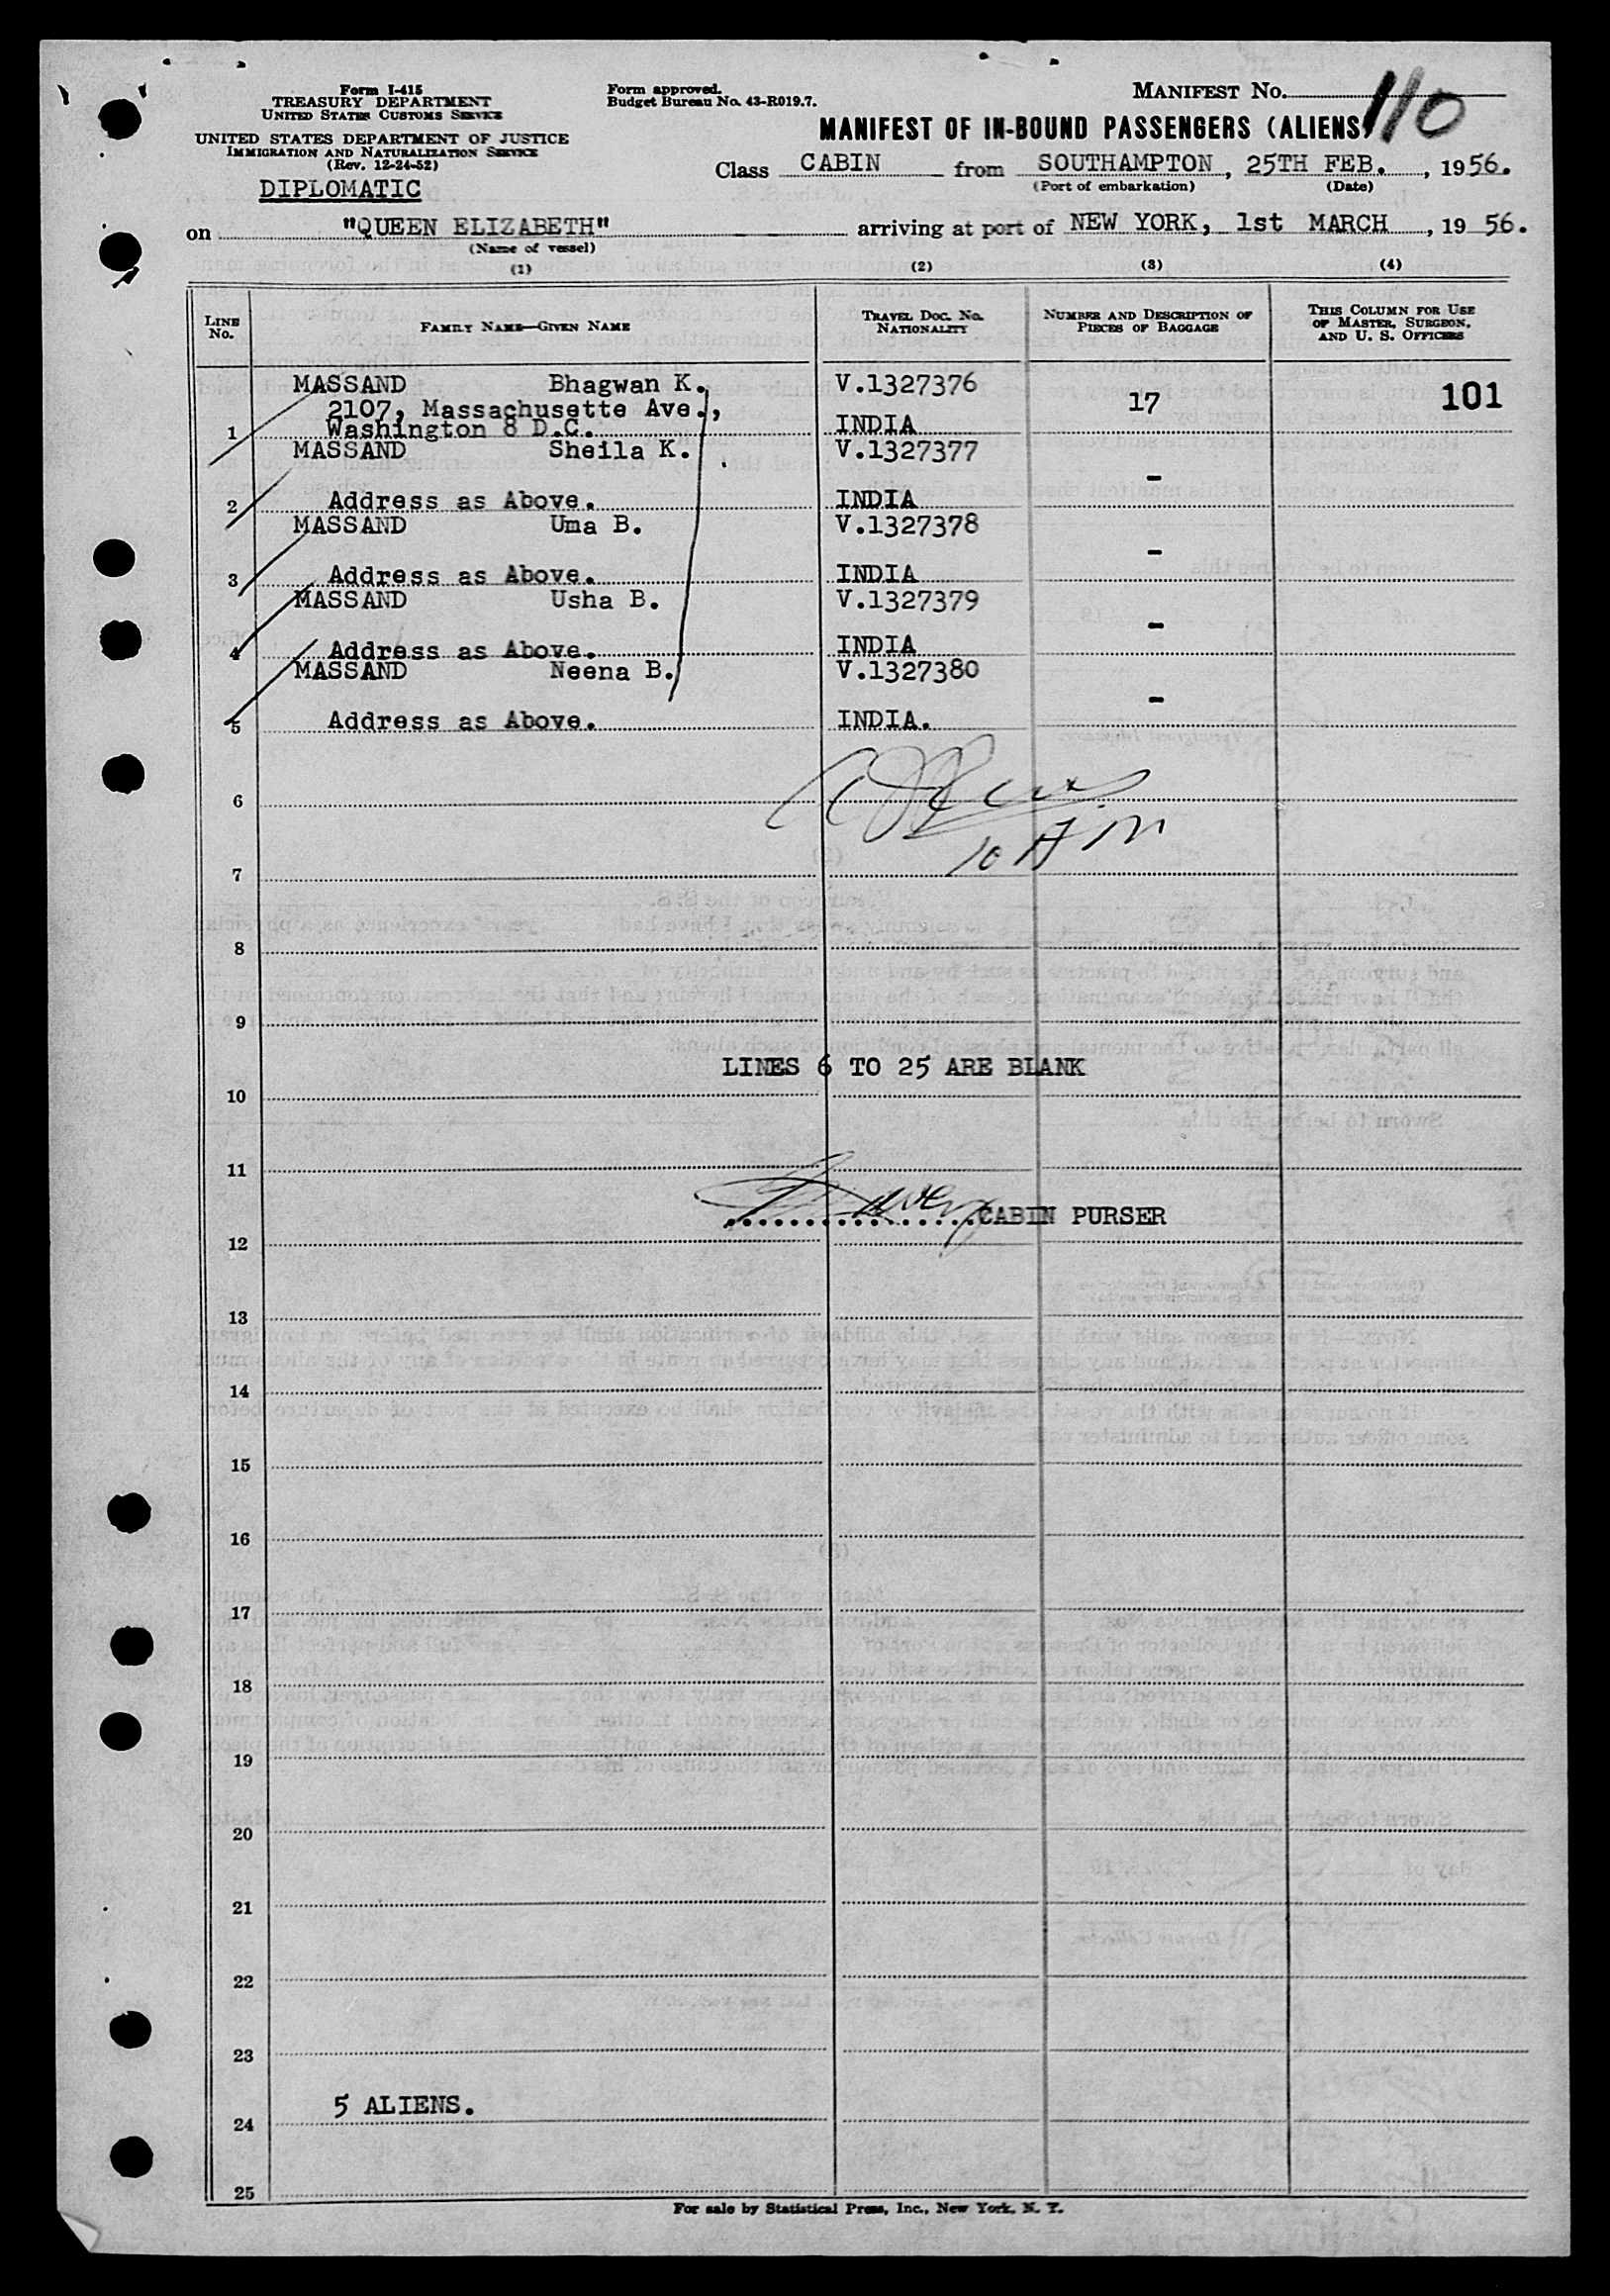 Form I-415
TREASURY DEPARTMENT
UNITED STATES CUSTOMS SERVICE
UNITED STATES DEPARTMENT OF JUSTICE
IMMIGRATION AND NATURALIZATION SERVICE
(Rev. 12-24-52)
DIPLOMATIC
Form approved.
Budget Bureau No. 43-R019.7.
MANIFEST No. 110
MANIFEST OF IN-BOUND PASSENGERS (ALIENS)
Class CABIN from SOUTHAMPTON, 25TH FEB., 1956.
(Port of embarkation) (Date)
on "QUEEN ELIZABETH" arriving at port of NEW YORK, 1st MARCH, 1956.
(Name of vessel)
(1) (2) (3) (4)
LINE No. FAMILY NAME—GIVEN NAME TRAVEL DOC. NO. NATIONALITY NUMBER AND DESCRIPTION OF PIECES OF BAGGAGE THIS COLUMN FOR USE OF MASTER, SURGEON, AND U. S. OFFICERS
MASSAND Bhagwan K. V.1327376 17 101
2107, Massachusette Ave.,
1 Washington 8 D.C. INDIA
MASSAND Sheila K. V.1327377 -
2 Address as Above. INDIA
MASSAND Uma B. V.1327378 -
3 Address as Above. INDIA
MASSAND Usha B. V.1327379 -
4 Address as Above. INDIA
MASSAND Neena B. V.1327380 -
5 Address as Above. INDIA.
6
10 AM
7
8
9
LINES 6 TO 25 ARE BLANK
10
11
CABIN PURSER
12
13
14
15
16
17
18
19
20
21
22
23
5 ALIENS.
24
25
For sale by Statistical Press, Inc., New York, N. Y.